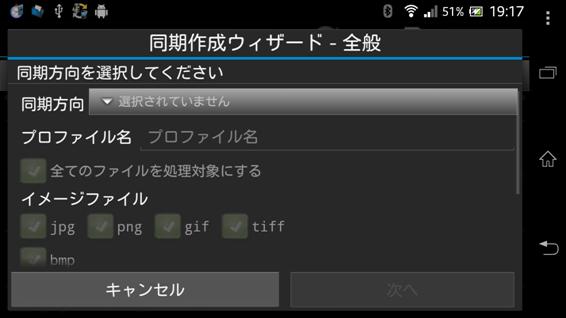 51% 19:17
同期作成ウィザード - 全般
同期方向を選択してください
同期方向 選択されていません
プロファイル名 プロファイル名
全てのファイルを処理対象にする
イメージファイル
jpg png gif tiff
bmp
キャンセル 次へ